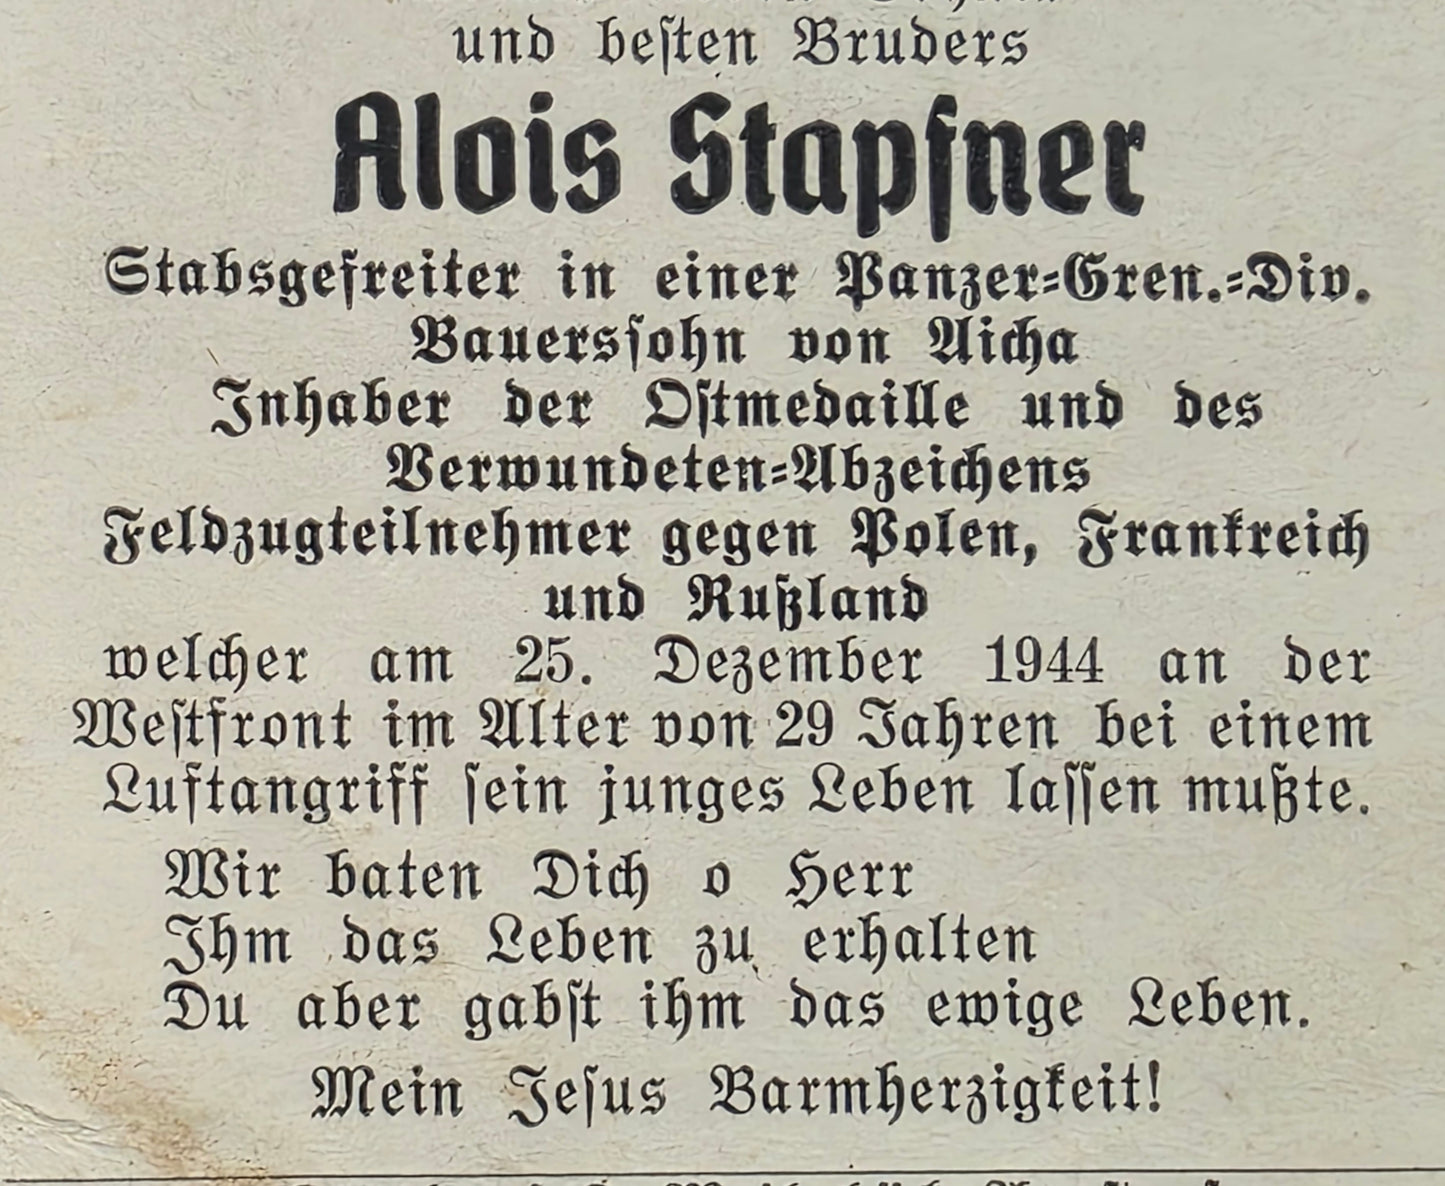 und besten Bruders
Alois Stapfner
Stabsgefreiter in einer Panzer-Gren.-Div.
Bauerssohn von Aicha
Inhaber der Ostmedaille und des
Verwundeten-Abzeichens
Feldzugteilnehmer gegen Polen, Frankreich
und Rußland
welcher am 25. Dezember 1944 an der
Westfront im Alter von 29 Jahren bei einem
Luftangriff sein junges Leben lassen mußte.
Wir baten Dich o Herr
Ihm das Leben zu erhalten
Du aber gabst ihm das ewige Leben.
Mein Jesus Barmherzigkeit!